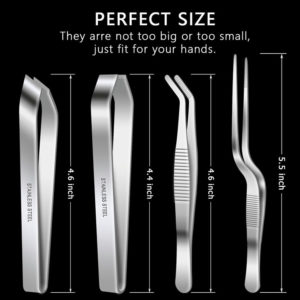 PERFECT SIZE
They arre not too big or too small,
just fit for your hands.
4.6 inch
4.4 inch
4.6 inch
5.5 inch
STAINLESS STEEL
STAINLESS STEEL